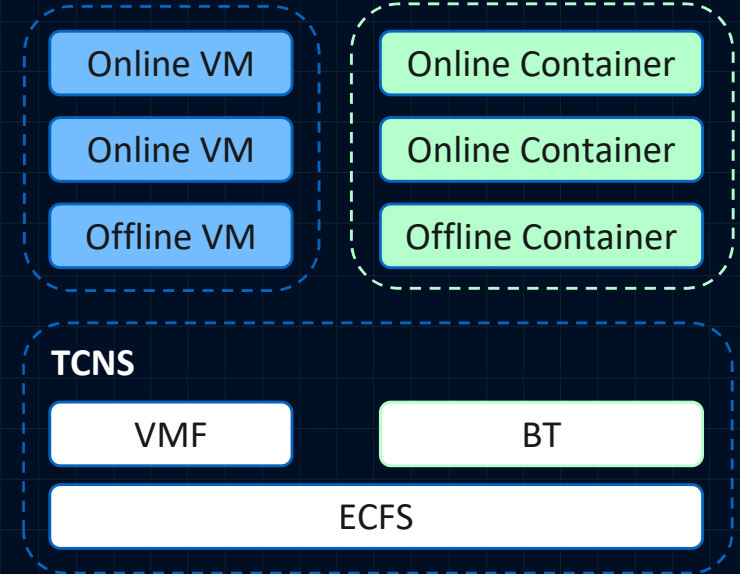 Online VM
Online VM
Offline VM
Online Container
Online Container
Offline Container
TCNS
VMF
BT
ECFS